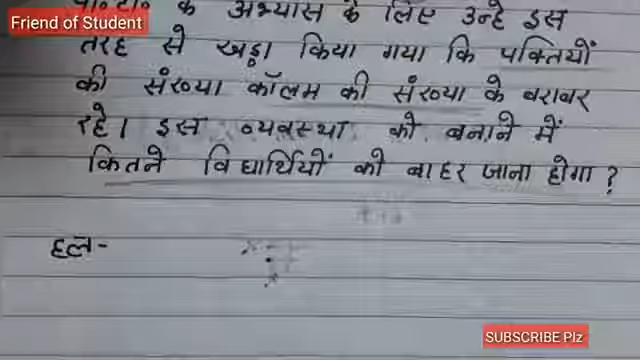 पी॰टी॰ के अभ्यास के लिए उन्हे इस
Friend of Student
तरह से खड़ा किया गया कि पक्तियों
की संख्या कॉलम की संख्या के बराबर
रहे। इस व्यवस्था को बनाने में
कितने विद्यार्थियों को बाहर जाना होगा ?
हल-
SUBSCRIBE Plz